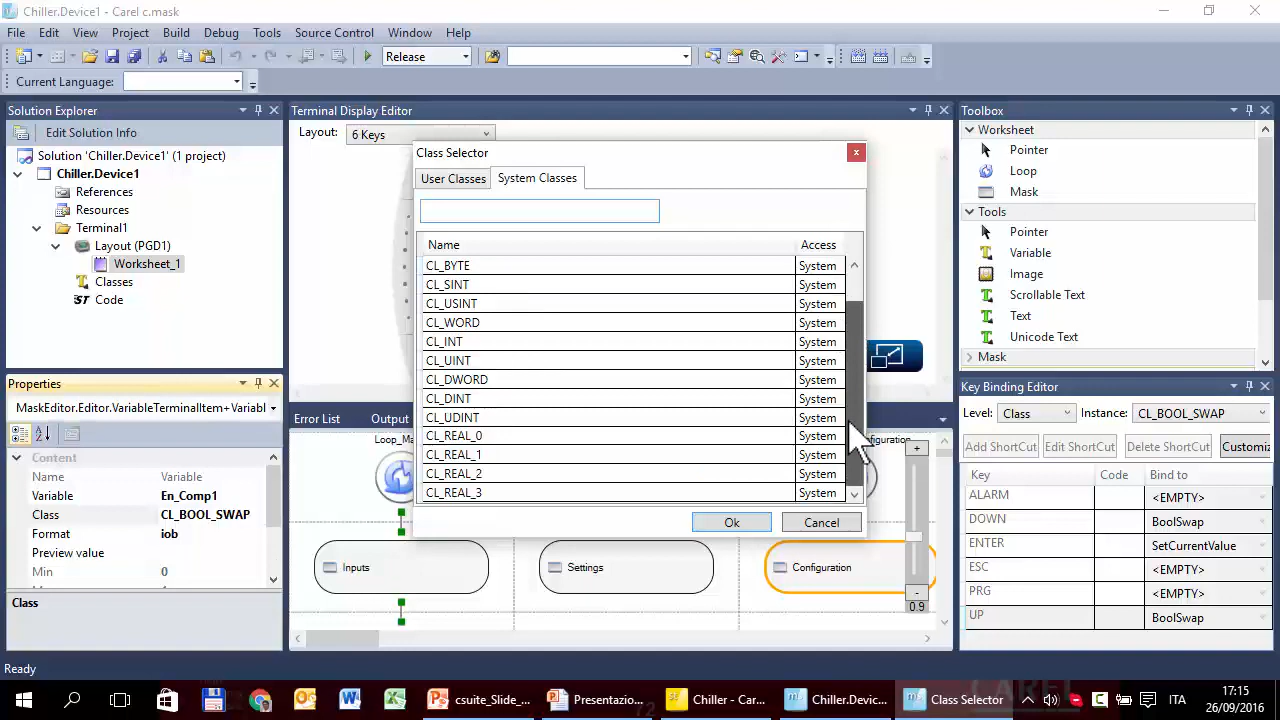 Chiller.Device1 - Carel c.mask
File Edit View Project Build Debug Tools Source Control Window Help
Release
Current Language:
Solution Explorer
Edit Solution Info
Solution 'Chiller.Device1' (1 project)
Chiller.Device1
References
Resources
Terminal1
Layout (PGD1)
Worksheet_1
Classes
ST Code
Terminal Display Editor
Layout: 6 Keys
Class Selector
User Classes System Classes
Name Access
CL_BYTE System
CL_SINT System
CL_USINT System
CL_WORD System
CL_INT System
CL_UINT System
CL_DWORD System
CL_DINT System
CL_UDINT System
CL_REAL_0 System
CL_REAL_1 System
CL_REAL_2 System
CL_REAL_3 System
Ok Cancel
Toolbox
Worksheet
Pointer
Loop
Mask
Tools
Pointer
Variable
Image
Scrollable Text
Text
Unicode Text
Mask
Properties
MaskEditor.Editor.VariableTerminalItem+Variabl
Content
Name Variable
Variable En_Comp1
Class CL_BOOL_SWAP
Format iob
Preview value
Min 0
Class
Error List Output
Inputs Settings Configuration
+
-
0.9
Key Binding Editor
Level: Class Instance: CL_BOOL_SWAP
Add ShortCut Edit ShortCut Delete ShortCut Customiz
Key Code Bind to
ALARM <EMPTY>
DOWN BoolSwap
ENTER SetCurrentValue
ESC <EMPTY>
PRG <EMPTY>
UP BoolSwap
Ready
csuite_Slide_... Presentazio... Chiller - Car... Chiller.Devic... Class Selector
ITA
17:15
26/09/2016